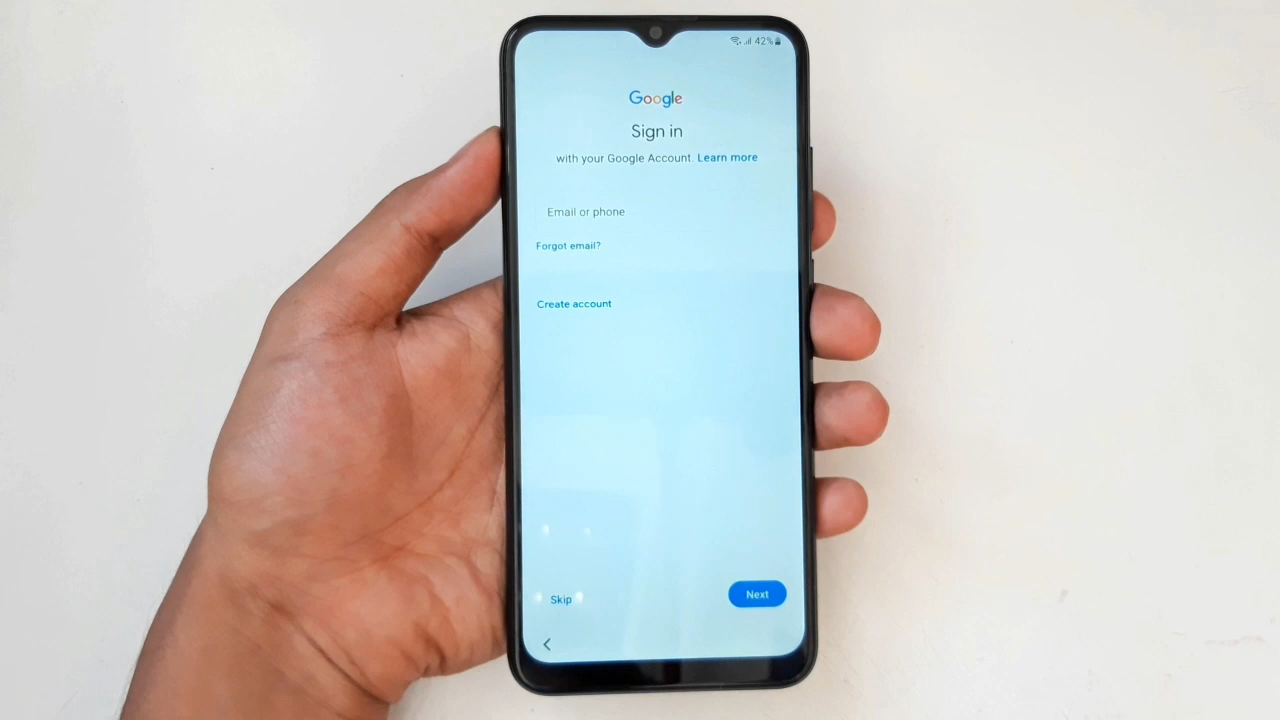 42%
Google
Sign in
with your Google Account. Learn more
Email or phone
Forgot email?
Create account
Skip
Next